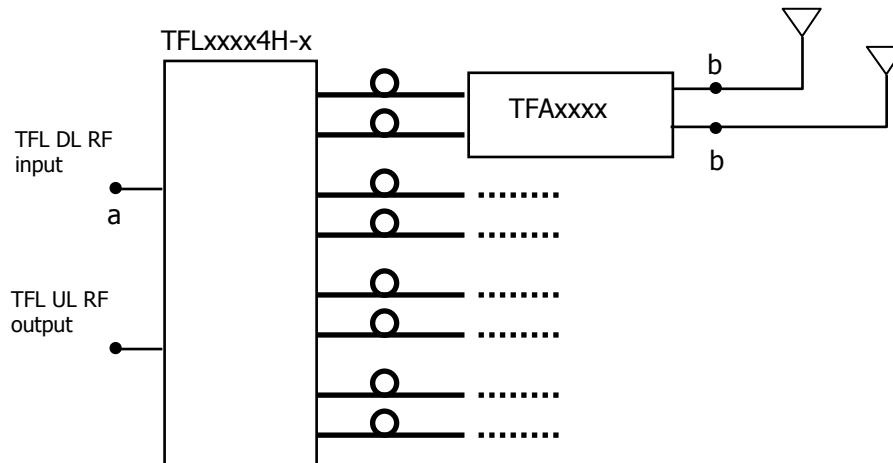 TFLxxxx4H-x
b
TFAxxxx
TFL DL RF
input
b
a
TFL UL RF
output